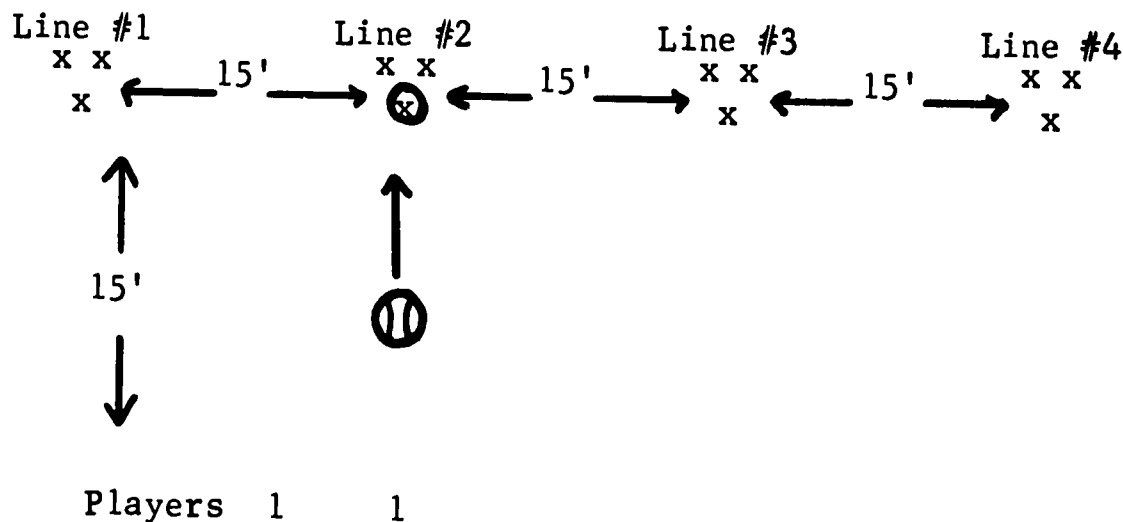 Line #1 Line #2 Line #3 Line #4
x x x x x x x x
x 15' x 15' x 15' x
15'
Players 1 1